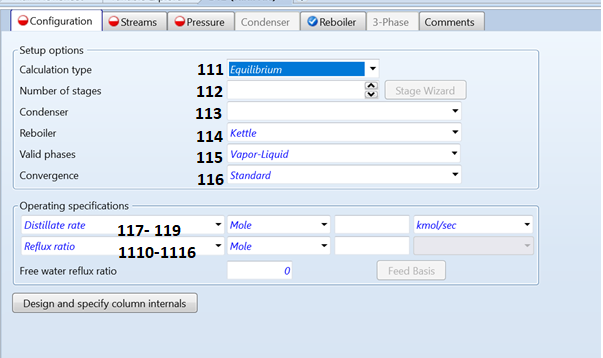 Configuration Streams Pressure Condenser Reboiler 3-Phase Comments
Setup options
Calculation type 111 Equilibrium
Number of stages 112 Stage Wizard
Condenser 113
Reboiler 114 Kettle
Valid phases 115 Vapor-Liquid
Convergence 116 Standard
Operating specifications
Distillate rate 117- 119 Mole kmol/sec
Reflux ratio 1110-1116 Mole
Free water reflux ratio 0 Feed Basis
Design and specify column internals